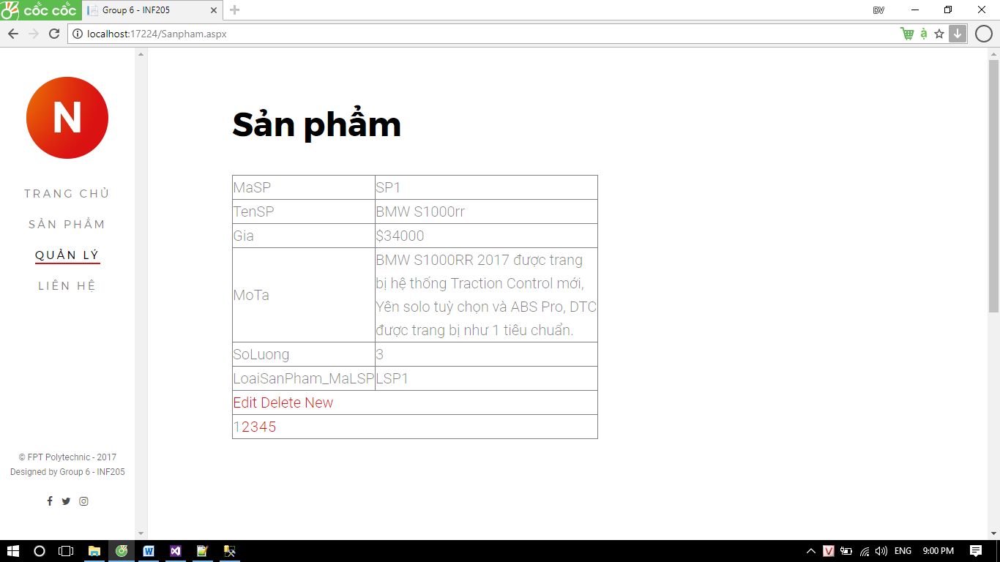 cốc cốc
Group 6 - INF205
DV
localhost:17224/Sanpham.aspx
ạ
N
TRANG CHỦ
SẢN PHẨM
QUẢN LÝ
LIÊN HỆ
© FPT Polytechnic - 2017
Designed by Group 6 - INF205
Sản phẩm
MaSP SP1
TenSP BMW S1000rr
Gia $34000
MoTa
BMW S1000RR 2017 được trang
bị hệ thống Traction Control mới,
Yên solo tuỳ chọn và ABS Pro, DTC
được trang bị như 1 tiêu chuẩn.
SoLuong 3
LoaiSanPham_MaLSP LSP1
Edit Delete New
12345
V
ENG
9:00 PM